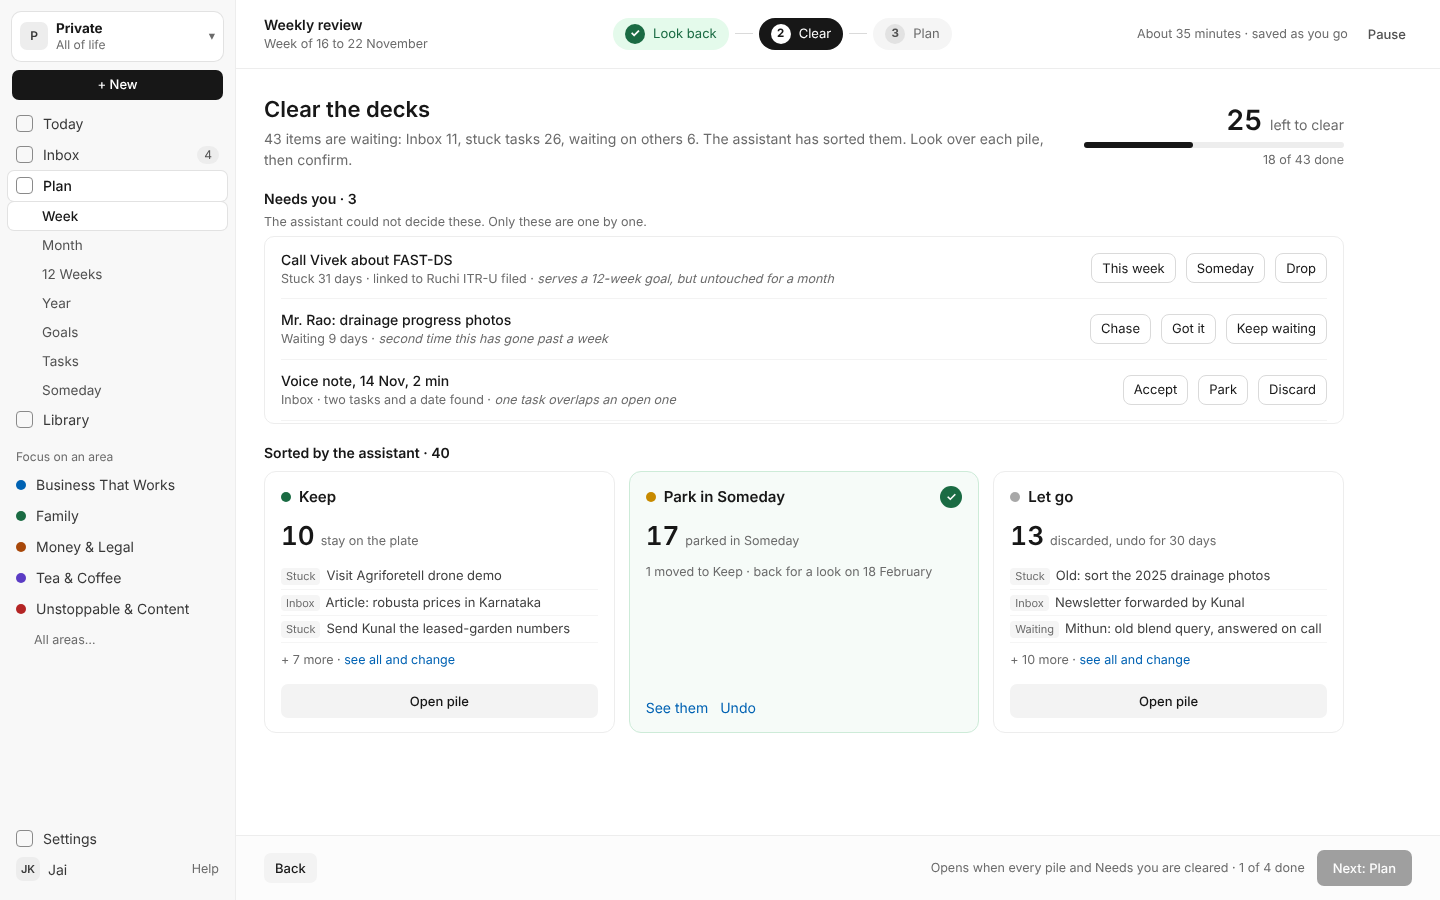 P
Private
All of life
+ New
Today
Inbox 4
Plan
Week
Month
12 Weeks
Year
Goals
Tasks
Someday
Library
Focus on an area
Business That Works
Family
Money & Legal
Tea & Coffee
Unstoppable & Content
All areas...
Settings
JK Jai Help
Weekly review
Week of 16 to 22 November
Look back
2 Clear
3 Plan
About 35 minutes · saved as you go Pause
Clear the decks
43 items are waiting: Inbox 11, stuck tasks 26, waiting on others 6. The assistant has sorted them. Look over each pile,
then confirm.
25 left to clear
18 of 43 done
Needs you · 3
The assistant could not decide these. Only these are one by one.
Call Vivek about FAST-DS
Stuck 31 days · linked to Ruchi ITR-U filed · serves a 12-week goal, but untouched for a month
This week Someday Drop
Mr. Rao: drainage progress photos
Waiting 9 days · second time this has gone past a week
Chase Got it Keep waiting
Voice note, 14 Nov, 2 min
Inbox · two tasks and a date found · one task overlaps an open one
Accept Park Discard
Sorted by the assistant · 40
Keep
10 stay on the plate
Stuck Visit Agriforetell drone demo
Inbox Article: robusta prices in Karnataka
Stuck Send Kunal the leased-garden numbers
+ 7 more · see all and change
Open pile
Park in Someday
17 parked in Someday
1 moved to Keep · back for a look on 18 February
See them Undo
Let go
13 discarded, undo for 30 days
Stuck Old: sort the 2025 drainage photos
Inbox Newsletter forwarded by Kunal
Waiting Mithun: old blend query, answered on call
+ 10 more · see all and change
Open pile
Back
Opens when every pile and Needs you are cleared · 1 of 4 done
Next: Plan